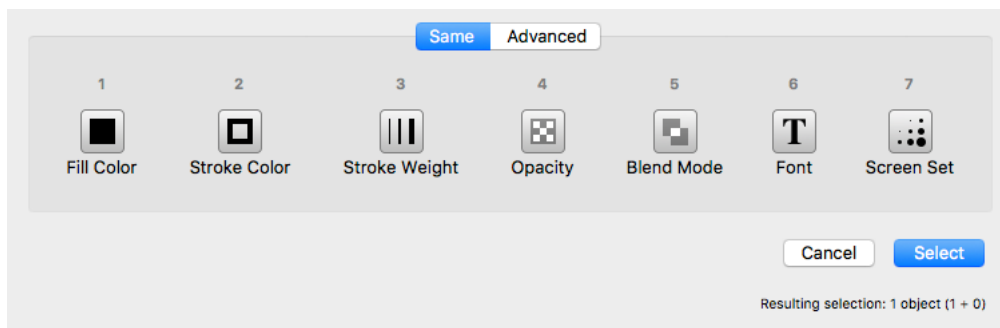 Same Advanced
1 2 3 4 5 6 7
T
Fill Color Stroke Color Stroke Weight Opacity Blend Mode Font Screen Set
Cancel Select
Resulting selection: 1 object (1 + 0)